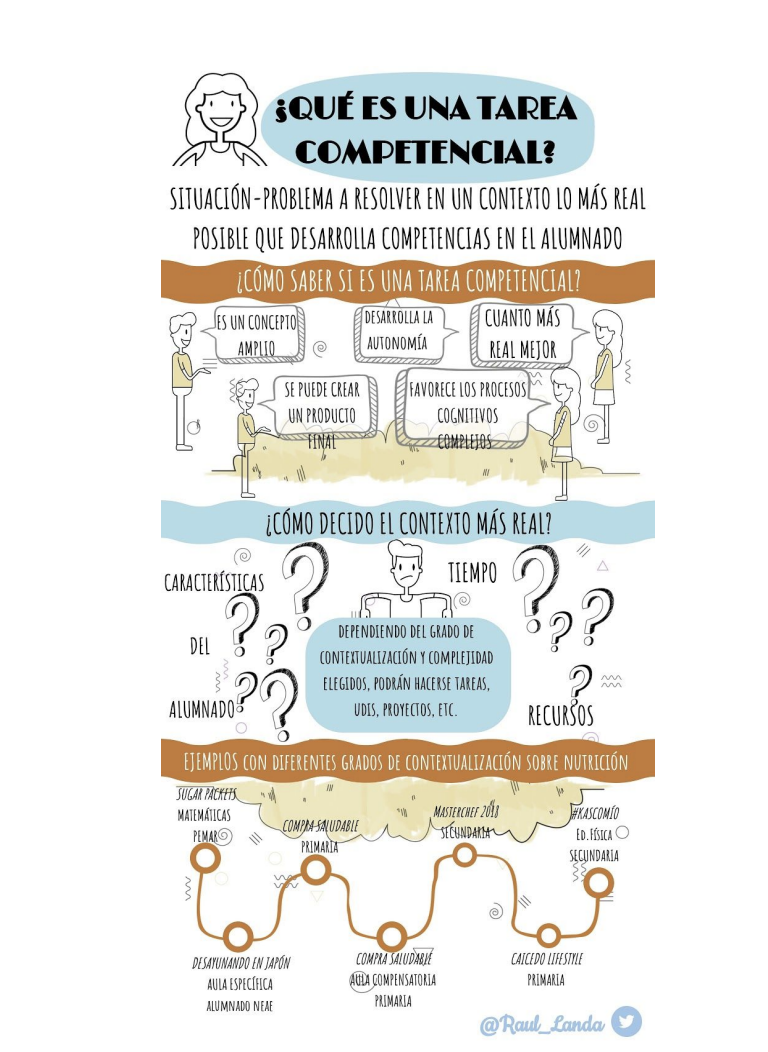 ¿QUÉ ES UNA TAREA
COMPETENCIAL?
SITUACIÓN-PROBLEMA A RESOLVER EN UN CONTEXTO LO MÁS REAL
POSIBLE QUE DESARROLLA COMPETENCIAS EN EL ALUMNADO
¿CÓMO SABER SI ES UNA TAREA COMPETENCIAL?
ES UN CONCEPTO
AMPLIO
DESARROLLA LA
AUTONOMÍA
CUANTO MÁS
REAL MEJOR
SE PUEDE CREAR
UN PRODUCTO
FINAL
FAVORECE LOS PROCESOS
COGNITIVOS
COMPLEJOS
¿CÓMO DECIDO EL CONTEXTO MÁS REAL?
CARACTERÍSTICAS
DEL
ALUMNADO
TIEMPO
RECURSOS
DEPENDIENDO DEL GRADO DE
CONTEXTUALIZACIÓN Y COMPLEJIDAD
ELEGIDOS, PODRÁN HACERSE TAREAS,
UDIS, PROYECTOS, ETC.
EJEMPLOS CON DIFERENTES GRADOS DE CONTEXTUALIZACIÓN SOBRE NUTRICIÓN
SUGAR PACKETS
MATEMÁTICAS
PEMAR
COMPRA SALUDABLE
PRIMARIA
MASTERCHEF 2018
SECUNDARIA
#KASCOMÍO
ED. FÍSICA
SECUNDARIA
DESAYUNANDO EN JAPÓN
AULA ESPECÍFICA
ALUMNADO NEAE
COMPRA SALUDABLE
AULA COMPENSATORIA
PRIMARIA
CAICEDO LIFESTYLE
PRIMARIA
@Raul_Landa